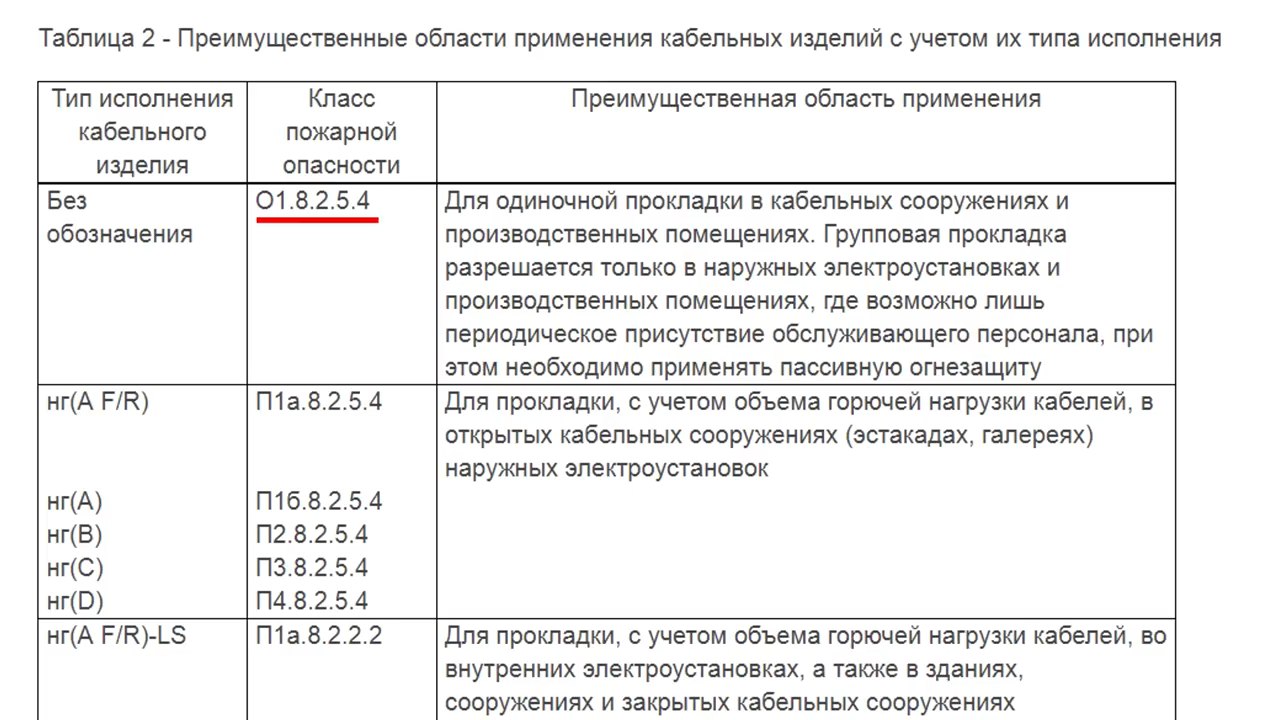 Таблица 2 - Преимущественные области применения кабельных изделий с учетом их типа исполнения
Тип исполнения
кабельного
изделия
Класс
пожарной
опасности
Преимущественная область применения
Без
обозначения
О1.8.2.5.4
Для одиночной прокладки в кабельных сооружениях и
производственных помещениях. Групповая прокладка
разрешается только в наружных электроустановках и
производственных помещениях, где возможно лишь
периодическое присутствие обслуживающего персонала, при
этом необходимо применять пассивную огнезащиту
нг(A F/R)
П1а.8.2.5.4
Для прокладки, с учетом объема горючей нагрузки кабелей, в
открытых кабельных сооружениях (эстакадах, галереях)
наружных электроустановок
нг(A)
П1б.8.2.5.4
нг(B)
П2.8.2.5.4
нг(C)
П3.8.2.5.4
нг(D)
П4.8.2.5.4
нг(A F/R)-LS
П1а.8.2.2.2
Для прокладки, с учетом объема горючей нагрузки кабелей, во
внутренних электроустановках, а также в зданиях,
сооружениях и закрытых кабельных сооружениях